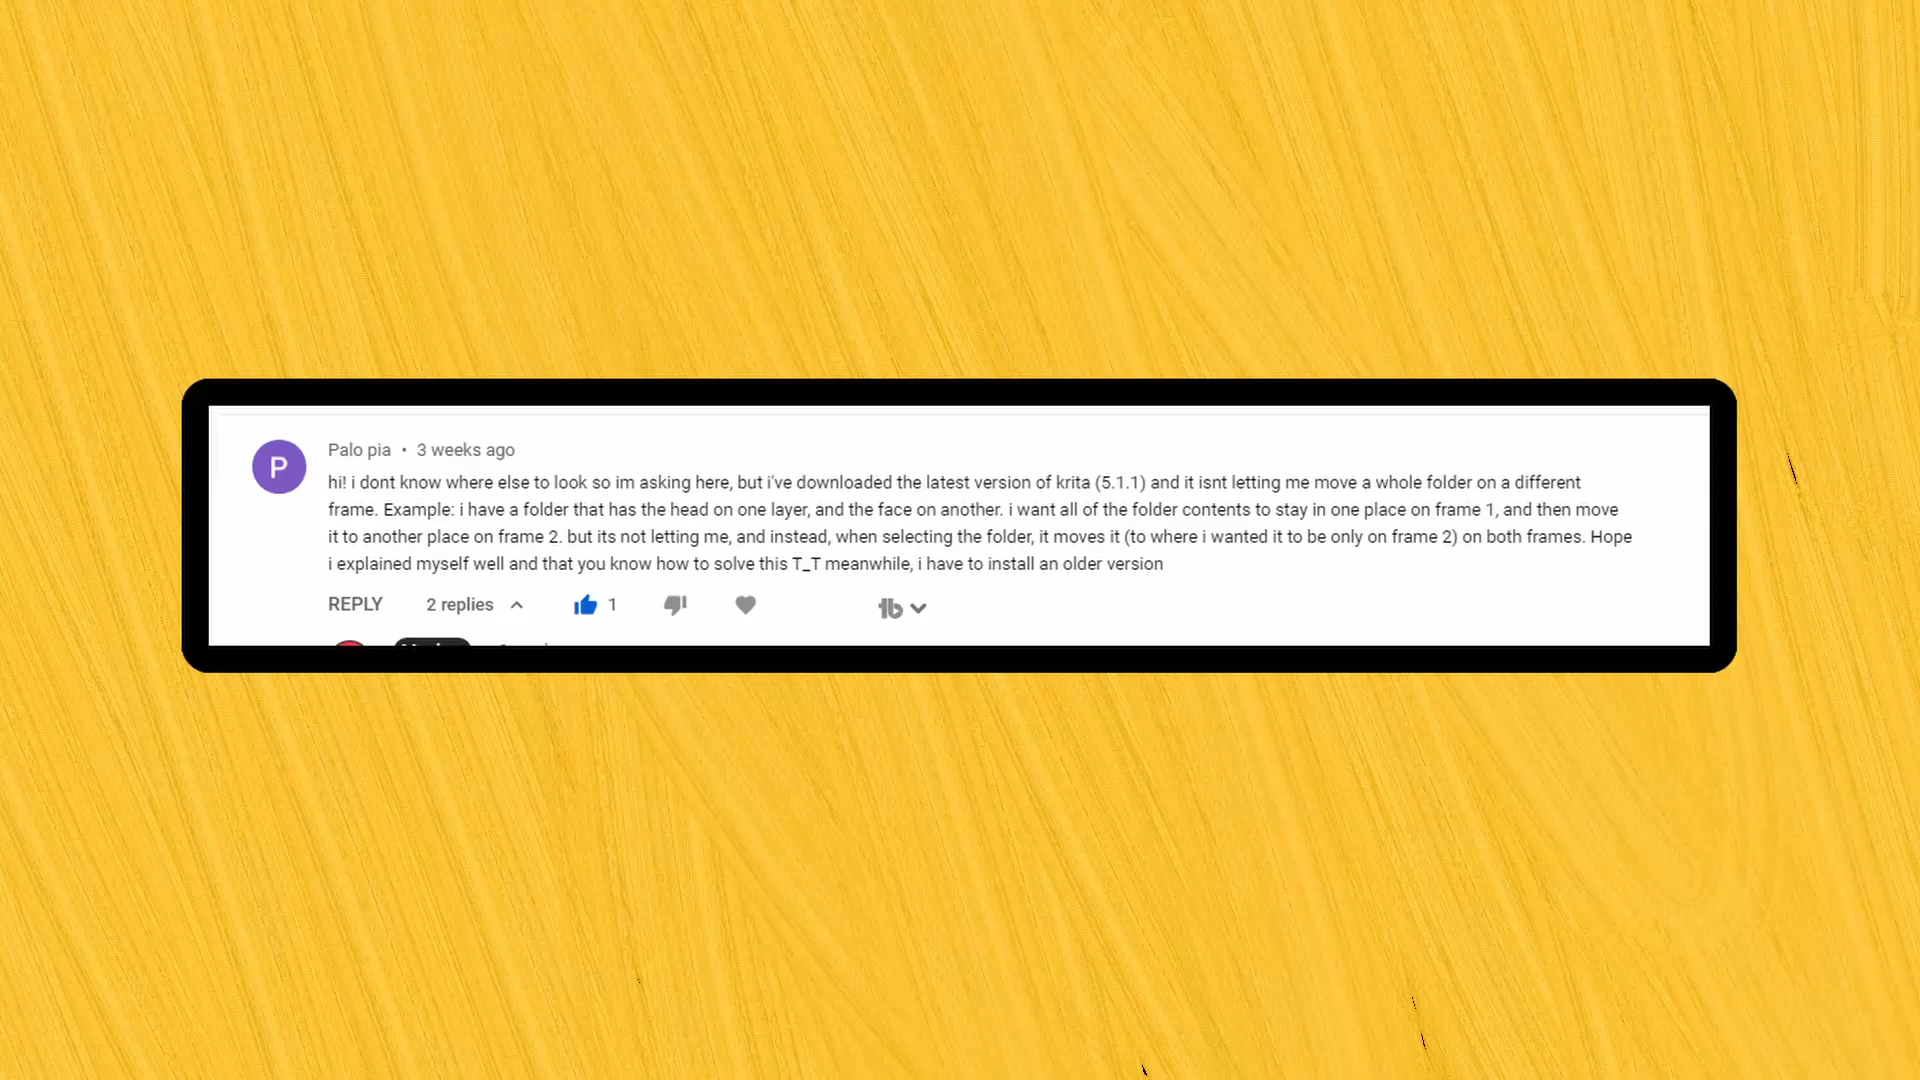 P
Palo pia • 3 weeks ago
hi! i dont know where else to look so im asking here, but i've downloaded the latest version of krita (5.1.1) and it isnt letting me move a whole folder on a different
frame. Example: i have a folder that has the head on one layer, and the face on another. i want all of the folder contents to stay in one place on frame 1, and then move
it to another place on frame 2. but its not letting me, and instead, when selecting the folder, it moves it (to where i wanted it to be only on frame 2) on both frames. Hope
i explained myself well and that you know how to solve this T_T meanwhile, i have to install an older version
REPLY 2 replies 1